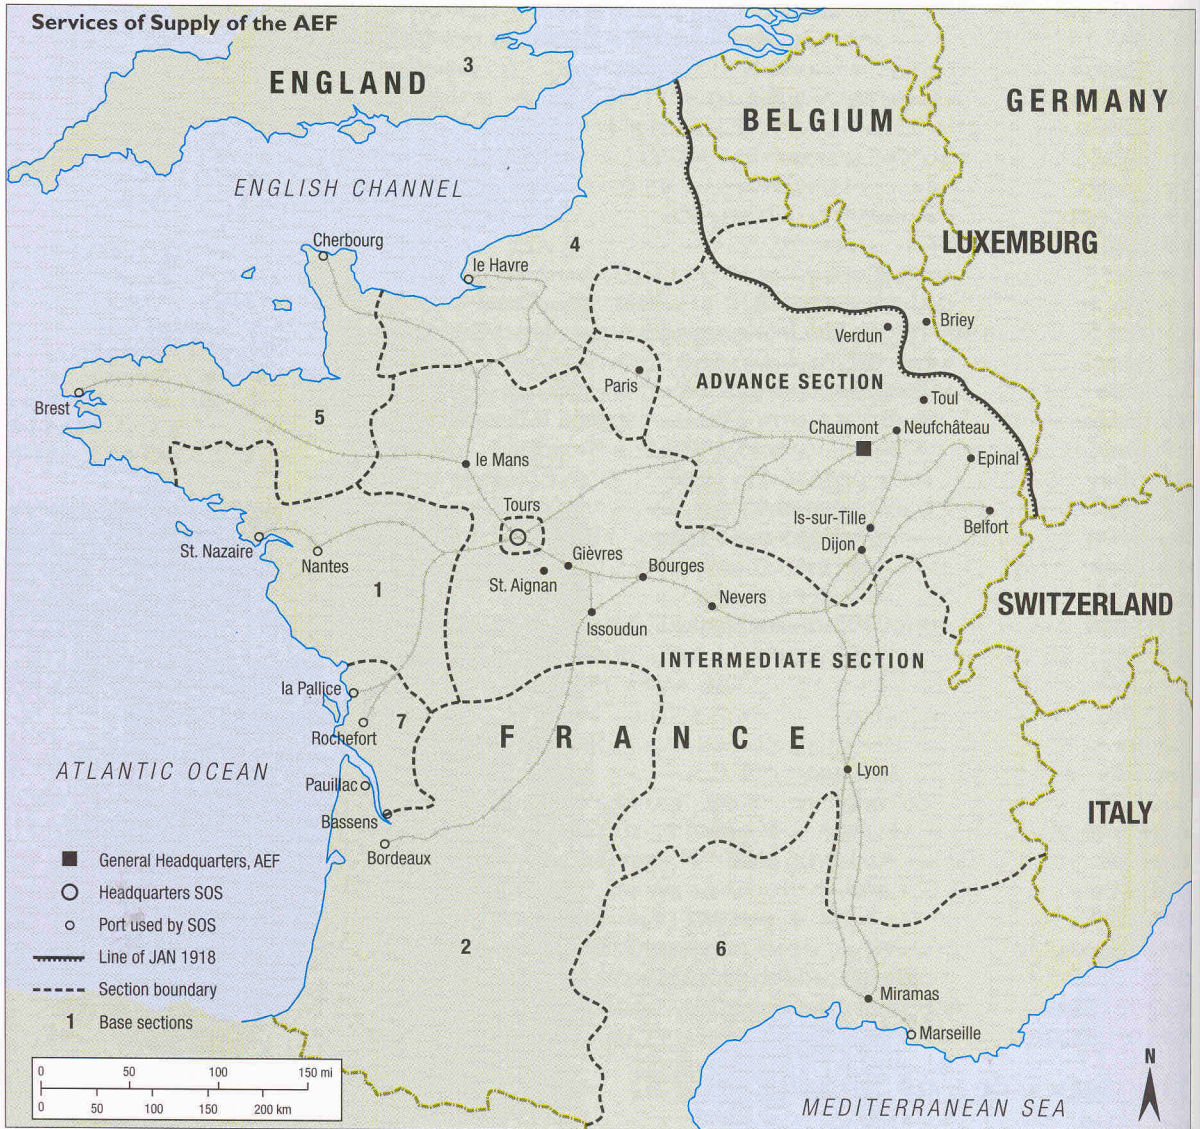 Services of Supply of the AEF
ENGLAND
3
GERMANY
BELGIUM
ENGLISH CHANNEL
LUXEMBURG
4
Cherbourg
le Havre
Verdun
Briey
Paris
ADVANCE SECTION
Toul
Brest
5
Chaumont
Neufchâteau
le Mans
Epinal
Tours
Is-sur-Tille
Belfort
St. Nazaire
Nantes
Dijon
Gièvres
St. Aignan
Bourges
1
Nevers
SWITZERLAND
Issoudun
INTERMEDIATE SECTION
la Pallice
7
Rochefort
FRANCE
ATLANTIC OCEAN
Lyon
Pauillac
ITALY
Bassens
Bordeaux
General Headquarters, AEF
Headquarters SOS
Port used by SOS
Line of JAN 1918
Section boundary
1 Base sections
2
6
Miramas
Marseille
0 50 100 150 mi
0 50 100 150 200 km
N
MEDITERRANEAN SEA